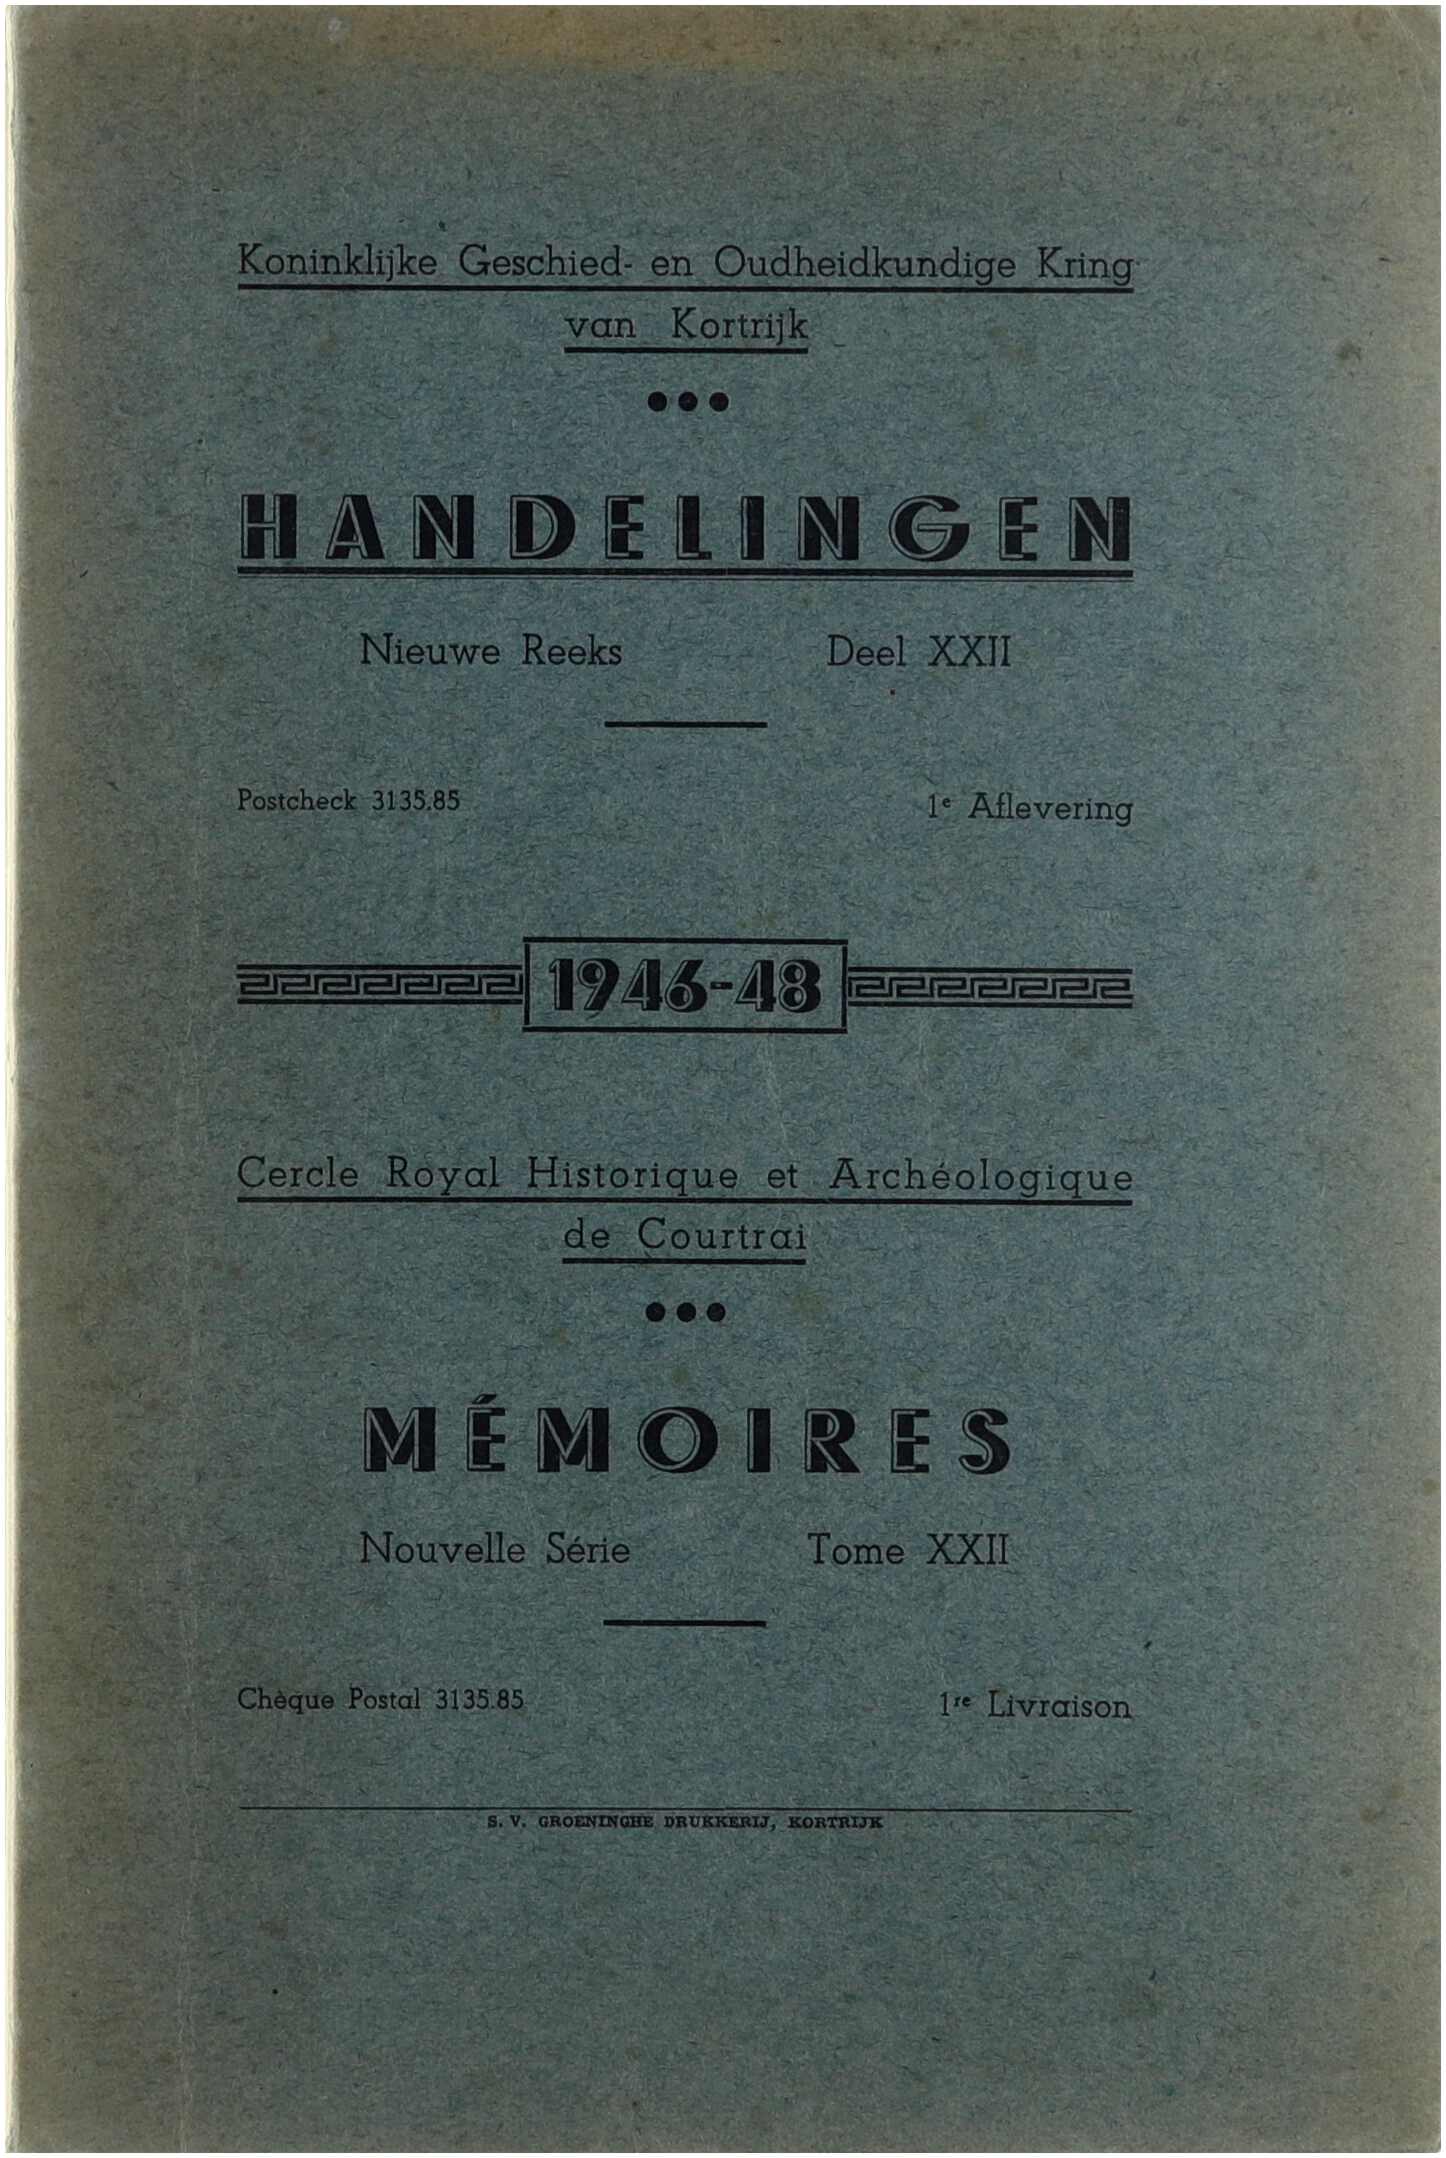 Koninklijke Geschied- en Oudheidkundige Kring
van Kortrijk
•••
HANDELINGEN
Nieuwe Reeks Deel XXII
Postcheck 3135.85 1e Aflevering
1946-48
Cercle Royal Historique et Archéologique
de Courtrai
•••
MÉMOIRES
Nouvelle Série Tome XXII
Chèque Postal 3135.85 1re Livraison
S. V. GROENINGHE DRUKKERIJ, KORTRIJK